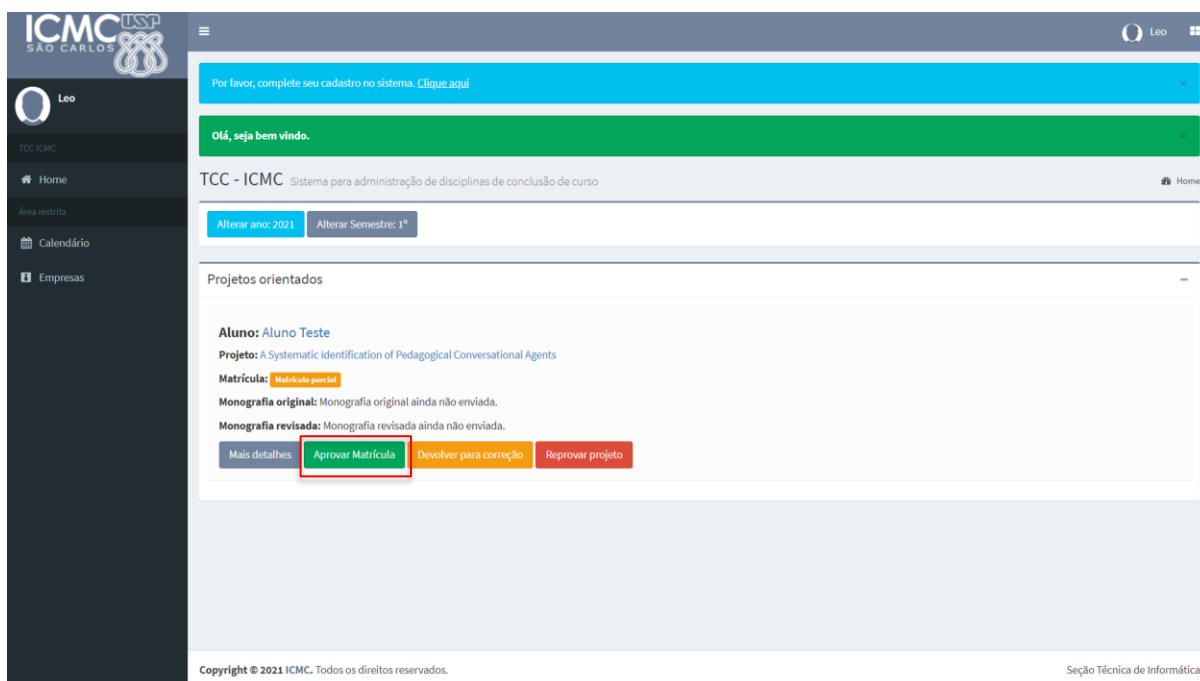 ICMC USP
SÃO CARLOS
Leo
Leo
TCC ICMC
Home
Área restrita
Calendário
Empresas
Por favor, complete seu cadastro no sistema. Clique aqui ×
Olá, seja bem vindo. ×
TCC - ICMC Sistema para administração de disciplinas de conclusão de curso
Home
Alterar ano: 2021 Alterar Semestre: 1º
Projetos orientados
Aluno: Aluno Teste
Projeto: A Systematic Identification of Pedagogical Conversational Agents
Matrícula: Matrícula parcial
Monografia original: Monografia original ainda não enviada.
Monografia revisada: Monografia revisada ainda não enviada.
Mais detalhes Aprovar Matrícula Devolver para correção Reprovar projeto
Copyright © 2021 ICMC. Todos os direitos reservados. Seção Técnica de Informática